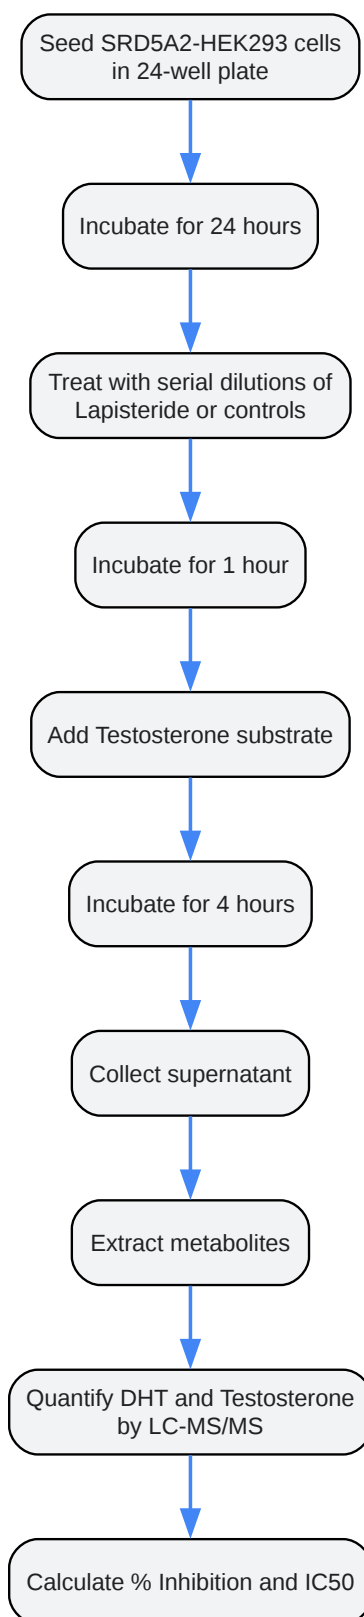 Seed SRD5A2-HEK293 cells
in 24-well plate
Incubate for 24 hours
Treat with serial dilutions of
Lapisteride or controls
Incubate for 1 hour
Add Testosterone substrate
Incubate for 4 hours
Collect supernatant
Extract metabolites
Quantify DHT and Testosterone
by LC-MS/MS
Calculate % Inhibition and IC50